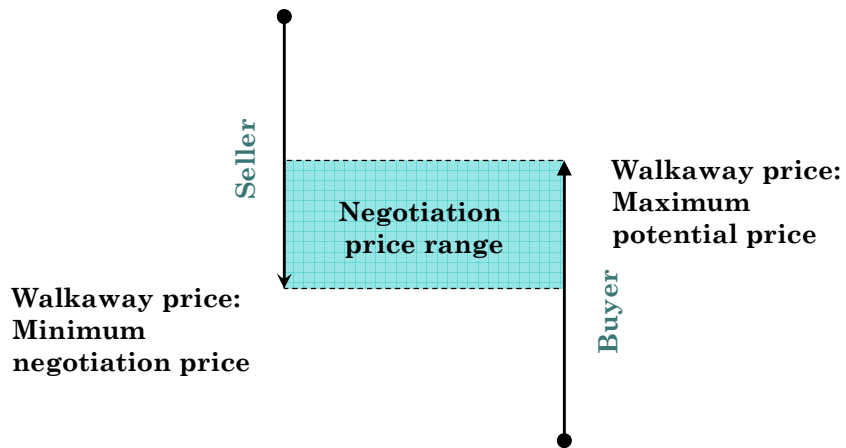 Seller
Walkaway price:
Maximum
potential price
Negotiation
price range
Walkaway price:
Minimum
negotiation price
Buyer